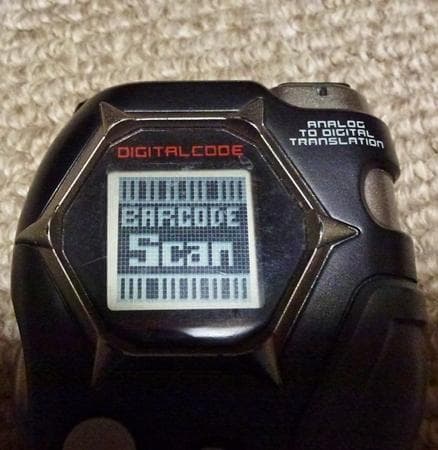 ANALOG
TO DIGITAL
TRANSLATION
DIGITALCODE
BARCODE
Scan